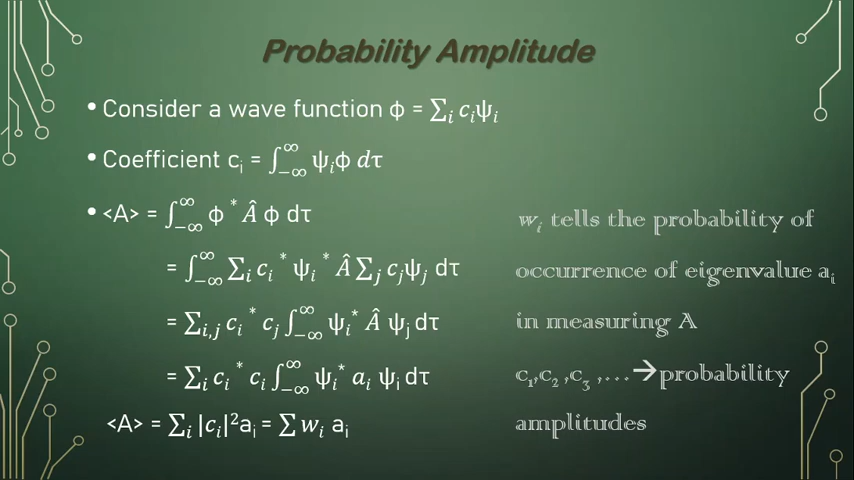 Probability Amplitude
• Consider a wave function ϕ = ∑ᵢ cᵢψᵢ
• Coefficient cᵢ = ∫₋∞^∞ ψᵢϕ dτ
• <A> = ∫₋∞^∞ ϕ* Â ϕ dτ
= ∫₋∞^∞ ∑ᵢ cᵢ* ψᵢ* Â ∑ⱼ cⱼψⱼ dτ
= ∑ᵢ,ⱼ cᵢ* cⱼ ∫₋∞^∞ ψᵢ* Â ψⱼ dτ
= ∑ᵢ cᵢ* cᵢ ∫₋∞^∞ ψᵢ* aᵢ ψᵢ dτ
<A> = ∑ᵢ |cᵢ|²aᵢ = ∑ wᵢ aᵢ
wᵢ tells the probability of
occurrence of eigenvalue aᵢ
in measuring A
c₁,c₂ ,c₃ ,…→probability
amplitudes